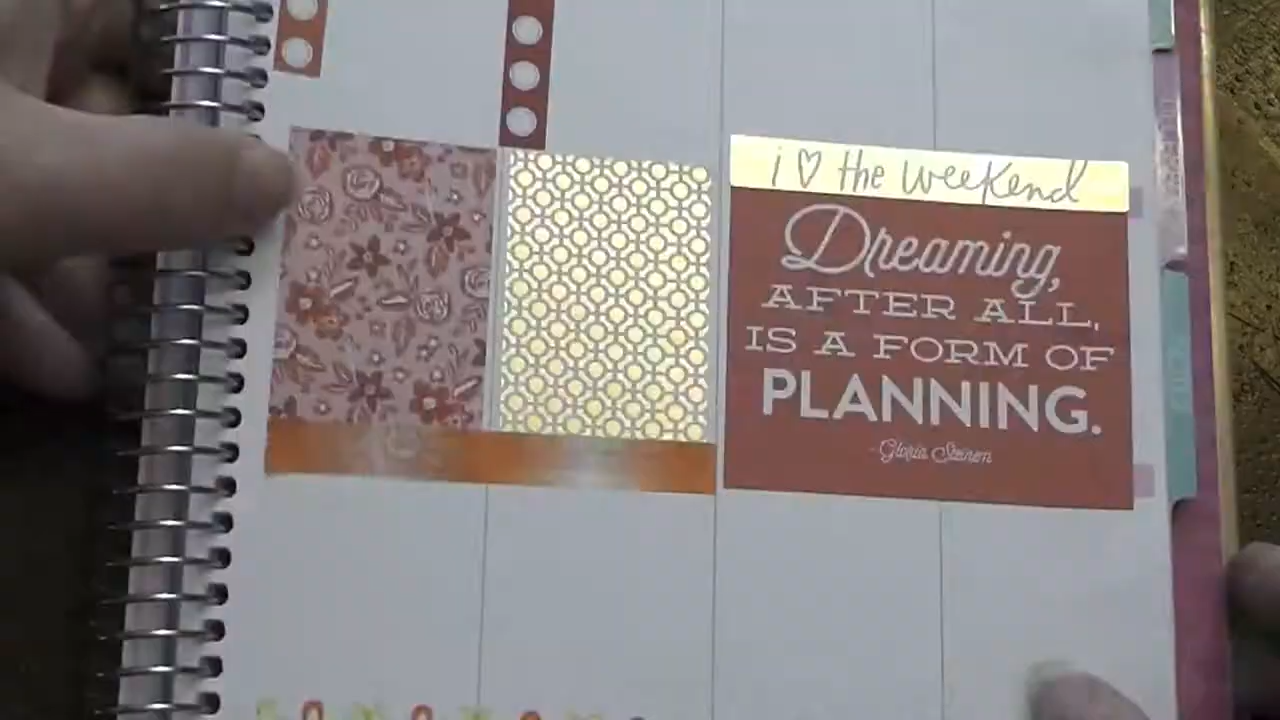 i ♡ the weekend
Dreaming,
AFTER ALL,
IS A FORM OF
PLANNING.
-Gloria Steinem